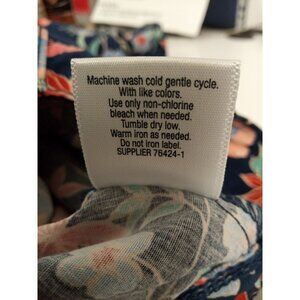 Machine wash cold gentle cycle.
With like colors.
Use only non-chlorine
bleach when needed.
Tumble dry low.
Warm iron as needed.
Do not iron label.
SUPPLIER 76424-1